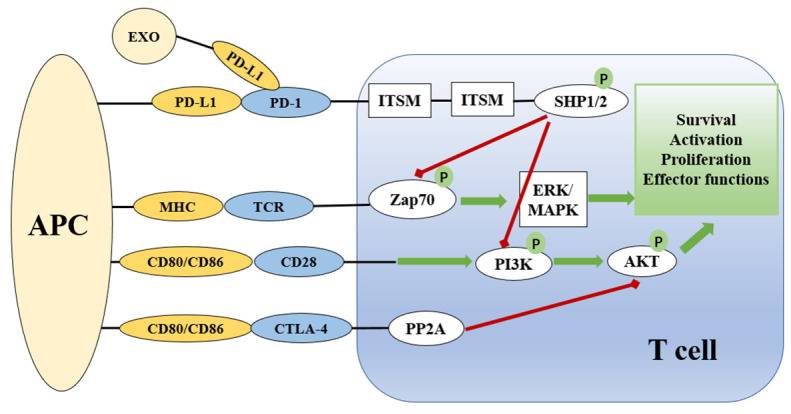 EXO
PD-L1
PD-L1
PD-1
ITSM
ITSM
SHP1/2
P
Survival
Activation
Proliferation
Effector functions
APC
MHC
TCR
Zap70
P
ERK/
MAPK
CD80/CD86
CD28
PI3K
P
AKT
P
CD80/CD86
CTLA-4
PP2A
T cell